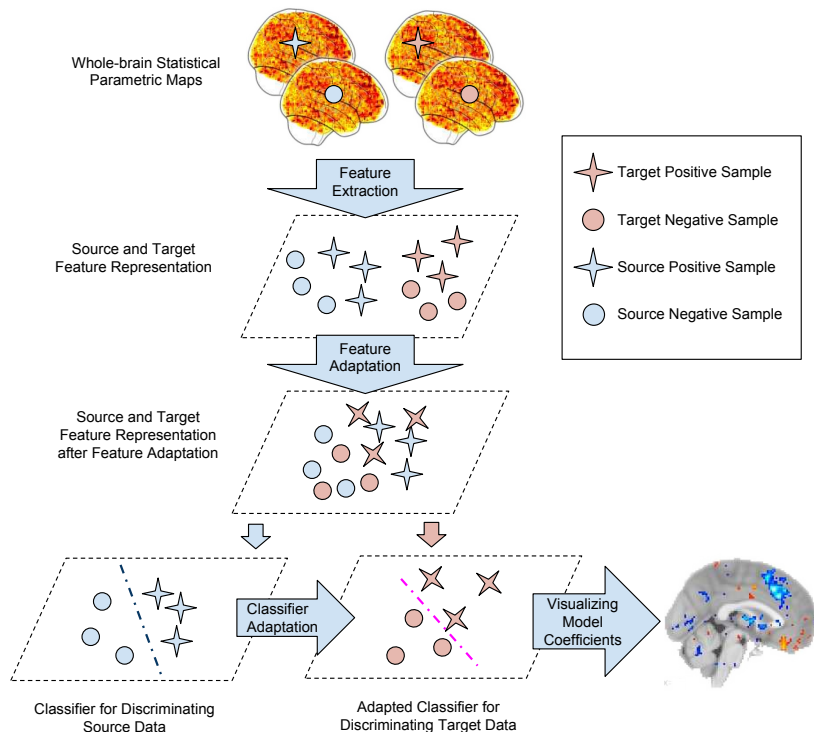 Whole-brain Statistical
Parametric Maps
Feature
Extraction
Source and Target
Feature Representation
Target Positive Sample
Target Negative Sample
Source Positive Sample
Source Negative Sample
Feature
Adaptation
Source and Target
Feature Representation
after Feature Adaptation
Classifier
Adaptation
Visualizing
Model
Coefficients
Classifier for Discriminating
Source Data
Adapted Classifier for
Discriminating Target Data